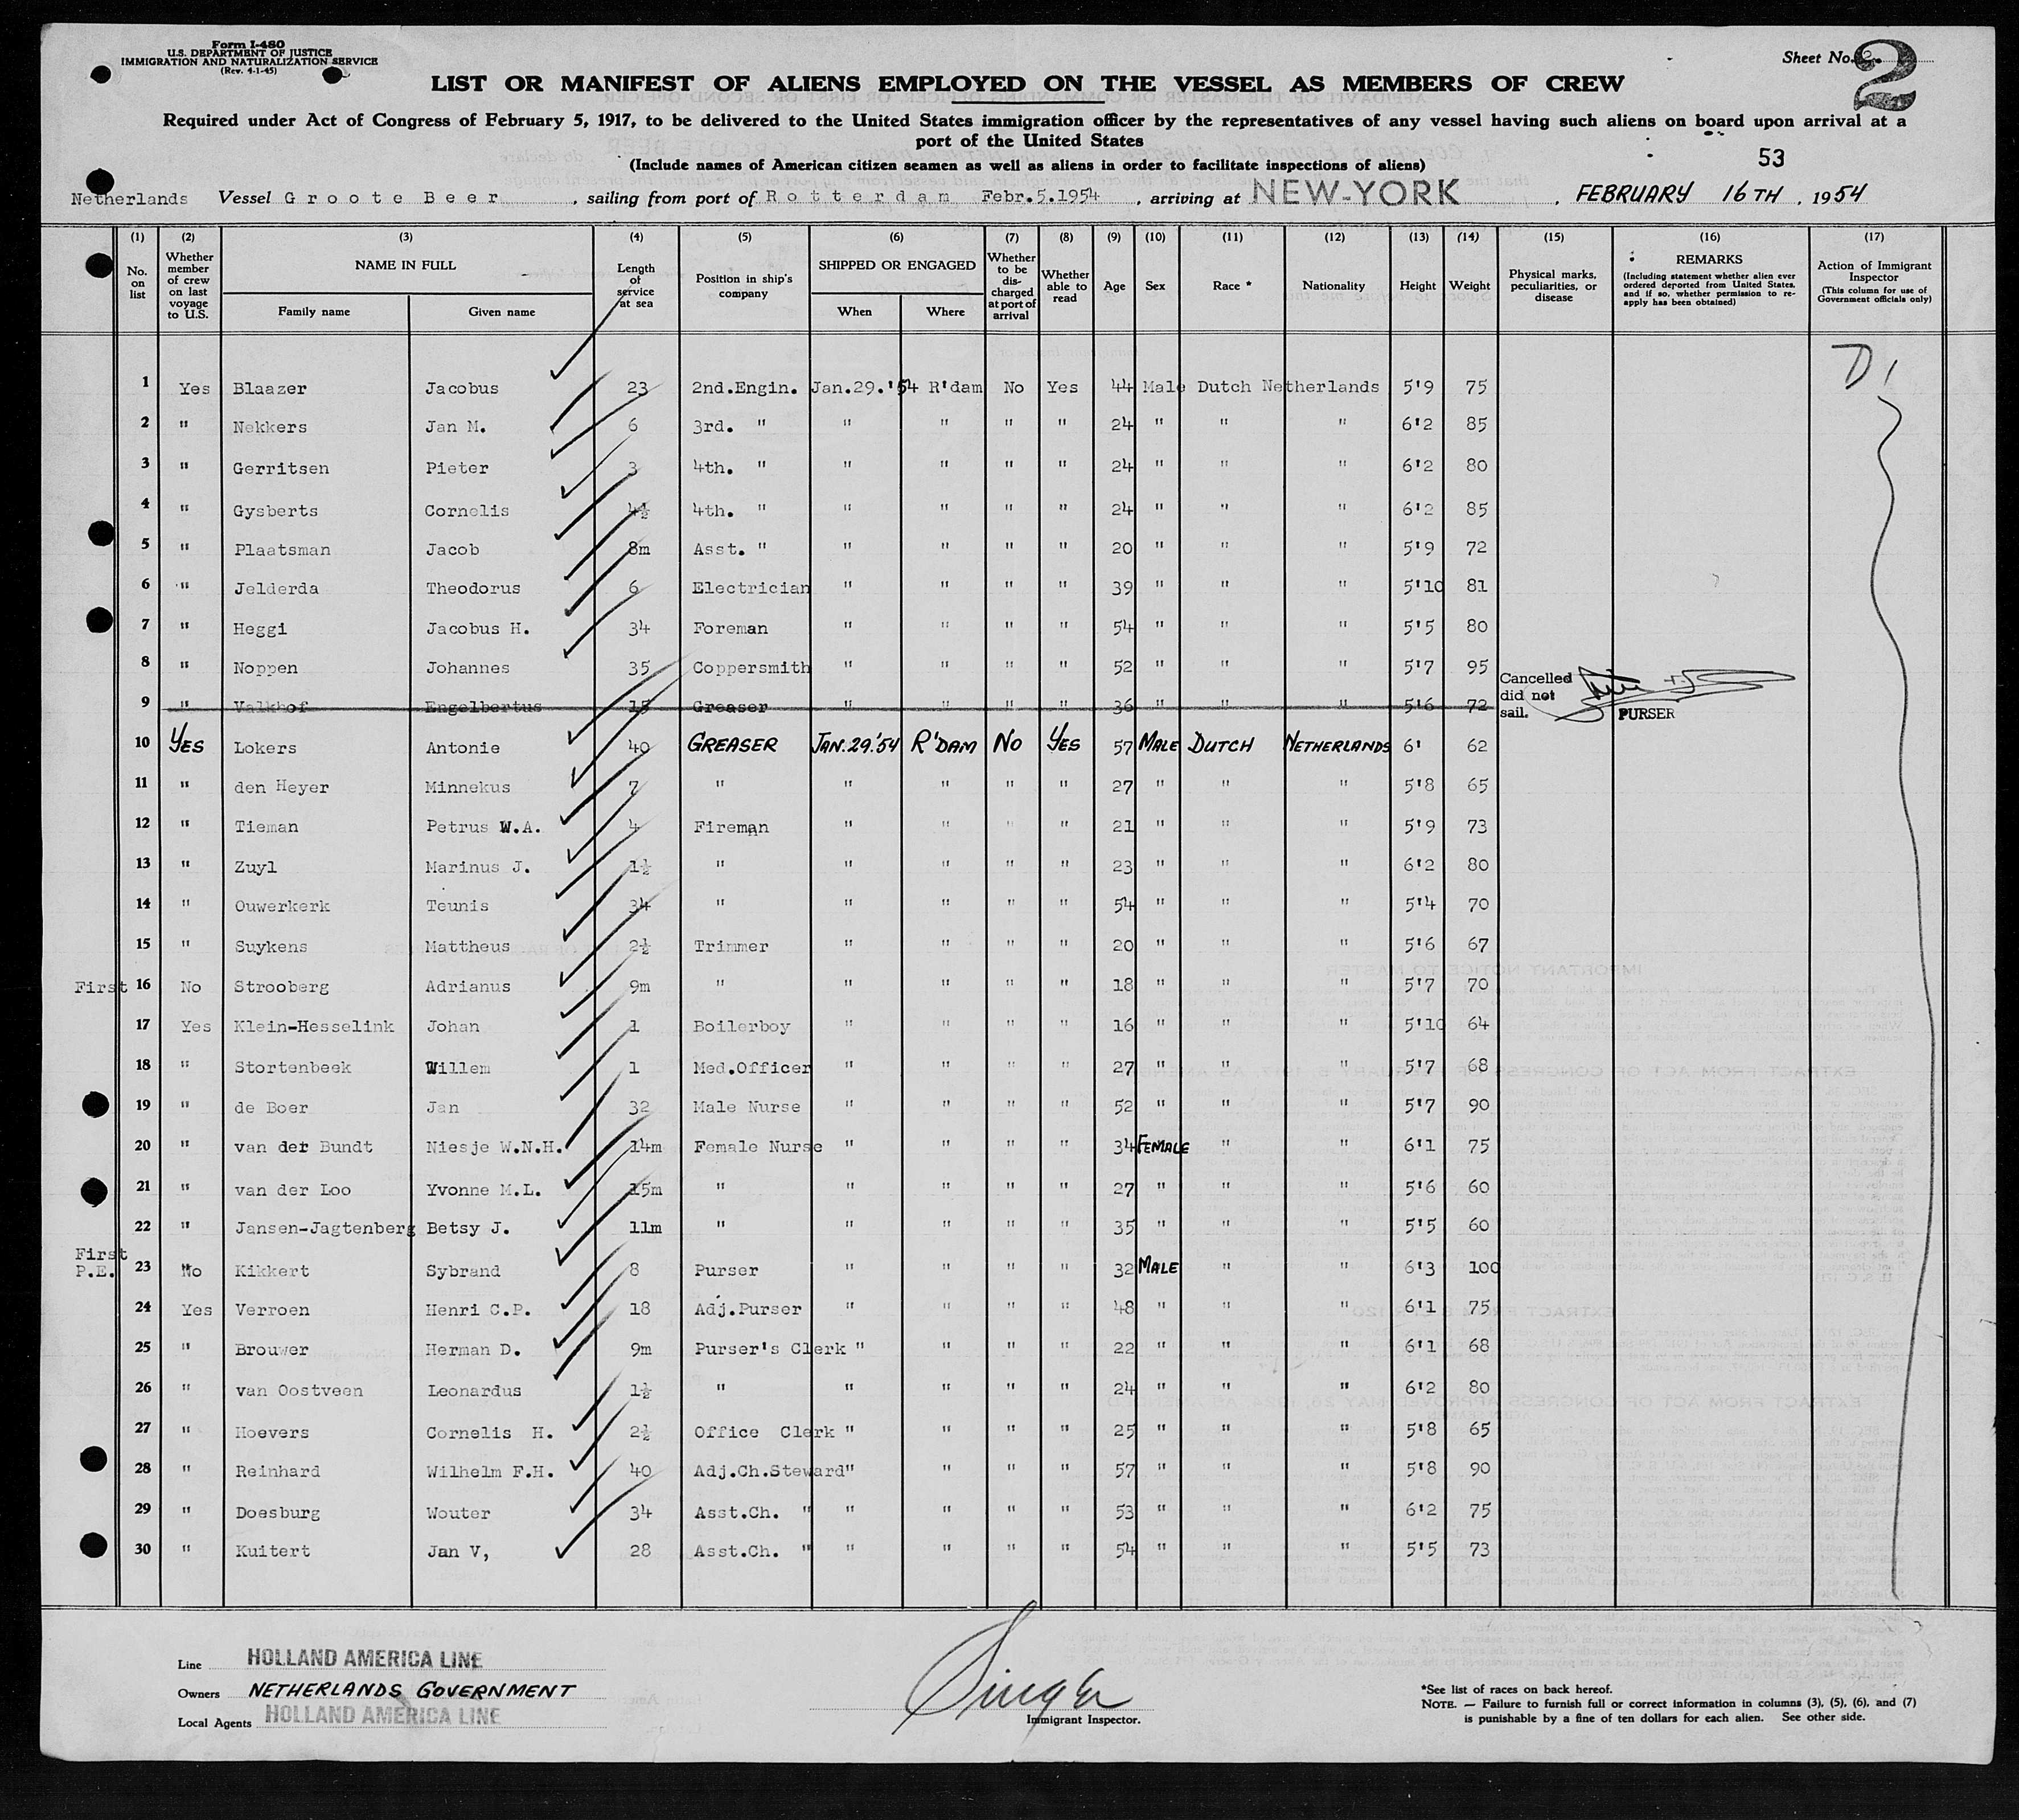 Form I-480
U.S. DEPARTMENT OF JUSTICE
IMMIGRATION AND NATURALIZATION SERVICE
(Rev. 4-1-45)
Sheet No. 2
LIST OR MANIFEST OF ALIENS EMPLOYED ON THE VESSEL AS MEMBERS OF CREW
Required under Act of Congress of February 5, 1917, to be delivered to the United States immigration officer by the representatives of any vessel having such aliens on board upon arrival at a
port of the United States
53
(Include names of American citizen seamen as well as aliens in order to facilitate inspections of aliens)
Netherlands Vessel Groote Beer, sailing from port of Rotterdam Febr.5.1954, arriving at NEW-YORK, FEBRUARY 16TH, 1954
(1) (2) (3) (4) (5) (6) (7) (8) (9) (10) (11) (12) (13) (14) (15) (16) (17)
No. on list
Whether member of crew on last voyage to U.S.
NAME IN FULL
Family name
Given name
Length of service at sea
Position in ship's company
SHIPPED OR ENGAGED
When
Where
Whether to be discharged at port of arrival
Whether able to read
Age
Sex
Race *
Nationality
Height
Weight
Physical marks, peculiarities, or disease
REMARKS
(Including statement whether alien ever ordered deported from United States, and if so, whether permission to reapply has been obtained)
Action of Immigrant Inspector
(This column for use of Government officials only)
D1
1 Yes Blaazer Jacobus 23 2nd.Engin. Jan.29.'54 R'dam No Yes 44 Male Dutch Netherlands 5'9 75
2 " Nekkers Jan M. 6 3rd. " " " " " 24 " " " 6'2 85
3 " Gerritsen Pieter 3 4th. " " " " " 24 " " " 6'2 80
4 " Gysberts Cornelis 4½ 4th. " " " " " 24 " " " 6'2 85
5 " Plaatsman Jacob 8m Asst. " " " " " 20 " " " 5'9 72
6 " Jelderda Theodorus 6 Electrician " " " " 39 " " " 5'10 81
7 " Heggi Jacobus H. 34 Foreman " " " " 54 " " " 5'5 80
8 " Noppen Johannes 35 Coppersmith " " " " 52 " " " 5'7 95
9 " Valkhof Engelbertus 15 Greaser " " " " 36 " " " 5'6 72 Cancelled did not sail. PURSER
10 YES Lokers Antonie 40 GREASER JAN.29.'54 R'DAM NO YES 57 MALE DUTCH NETHERLANDS 6' 62
11 " den Heyer Minnekus 7 " " " " " 27 " " " 5'8 65
12 " Tieman Petrus W.A. 4 Fireman " " " " 21 " " " 5'9 73
13 " Zuyl Marinus J. 1½ " " " " " 23 " " " 6'2 80
14 " Ouwerkerk Teunis 34 " " " " " 54 " " " 5'4 70
15 " Suykens Mattheus 2½ Trimmer " " " " 20 " " " 5'6 67
First 16 No Strooberg Adrianus 9m " " " " " 18 " " " 5'7 70
17 Yes Klein-Hesselink Johan 1 Boilerboy " " " " 16 " " " 5'10 64
18 " Stortenbeek Willem 1 Med.Officer " " " " 27 " " " 5'7 68
19 " de Boer Jan 32 Male Nurse " " " " 52 " " " 5'7 90
20 " van der Bundt Niesje W.N.H. 14m Female Nurse " " " " 34 FEMALE " " 6'1 75
21 " van der Loo Yvonne M.L. 15m " " " " " 27 " " " 5'6 60
22 " Jansen-Jagtenberg Betsy J. 11m " " " " " 35 " " " 5'5 60
First P.E. 23 No Kikkert Sybrand 8 Purser " " " " 32 MALE " " 6'3 100
24 Yes Verroen Henri C.P. 18 Adj.Purser " " " " 48 " " " 6'1 75
25 " Brouwer Herman D. 9m Purser's Clerk " " " " 22 " " " 6'1 68
26 " van Oostveen Leonardus 1½ " " " " " 24 " " " 6'2 80
27 " Hoevers Cornelis H. 2½ Office Clerk " " " " 25 " " " 5'8 65
28 " Reinhard Wilhelm F.H. 40 Adj.Ch.Steward " " " " 57 " " " 5'8 90
29 " Doesburg Wouter 34 Asst.Ch. " " " " " 53 " " " 6'2 75
30 " Kuitert Jan V, 28 Asst.Ch. " " " " " 54 " " " 5'5 73
Line HOLLAND AMERICA LINE
Owners NETHERLANDS GOVERNMENT
Local Agents HOLLAND AMERICA LINE
Immigrant Inspector.
*See list of races on back hereof.
NOTE. — Failure to furnish full or correct information in columns (3), (5), (6), and (7)
is punishable by a fine of ten dollars for each alien. See other side.